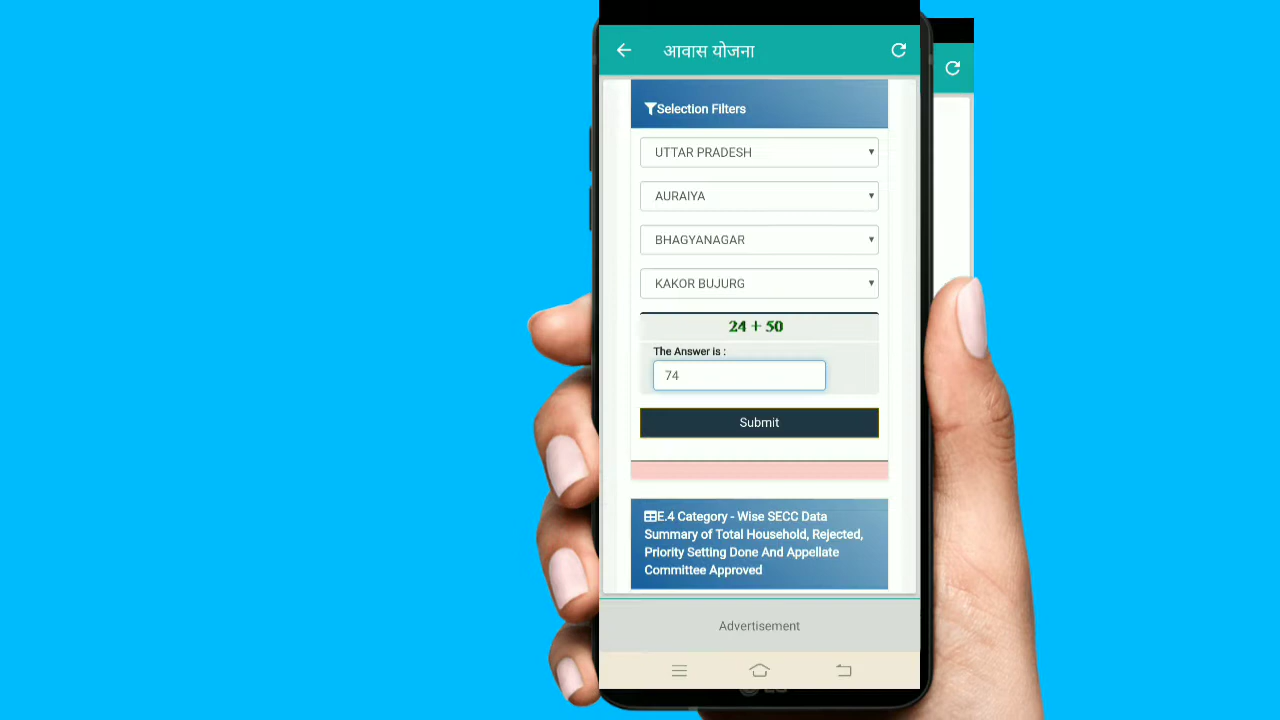 आवास योजना
Selection Filters
UTTAR PRADESH
AURAIYA
BHAGYANAGAR
KAKOR BUJURG
24 + 50
The Answer is :
74
Submit
E.4 Category - Wise SECC Data
Summary of Total Household, Rejected,
Priority Setting Done And Appellate
Committee Approved
Advertisement